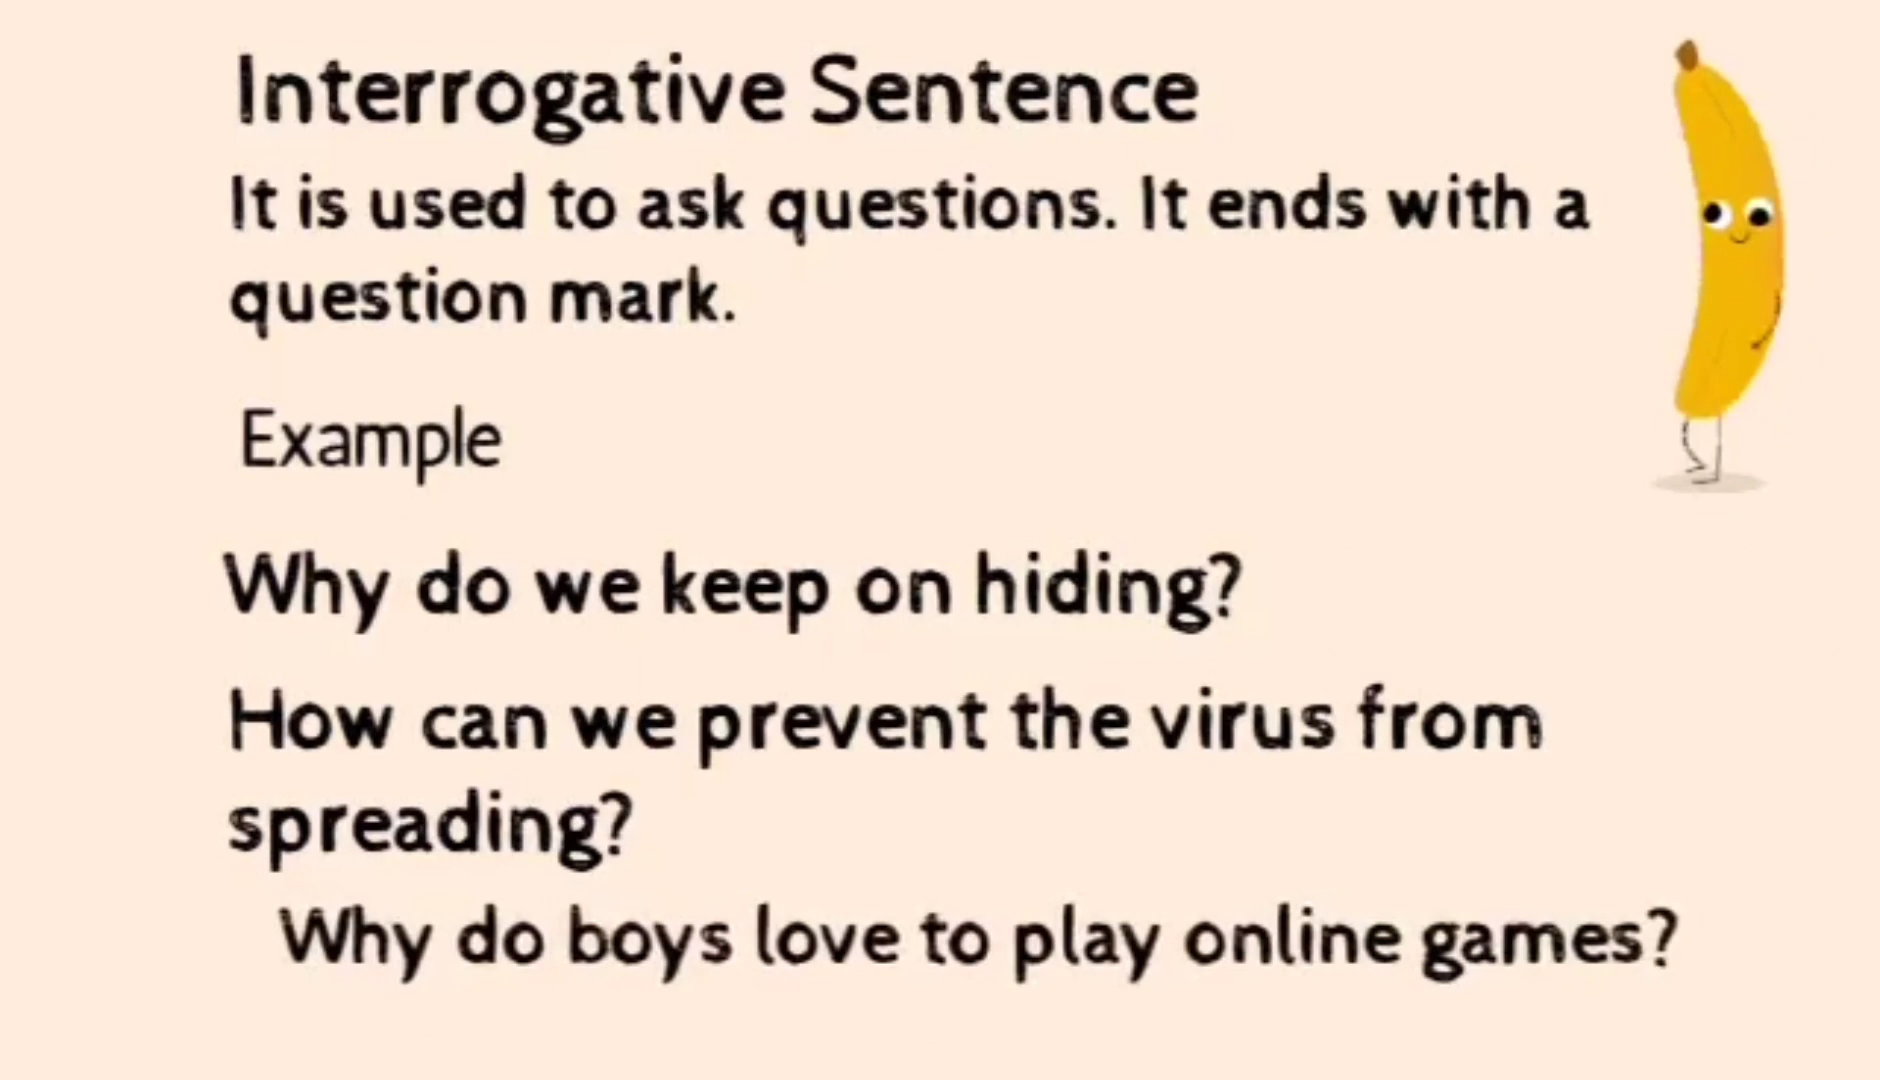 Interrogative Sentence
It is used to ask questions. It ends with a
question mark.
Example
Why do we keep on hiding?
How can we prevent the virus from
spreading?
Why do boys love to play online games?